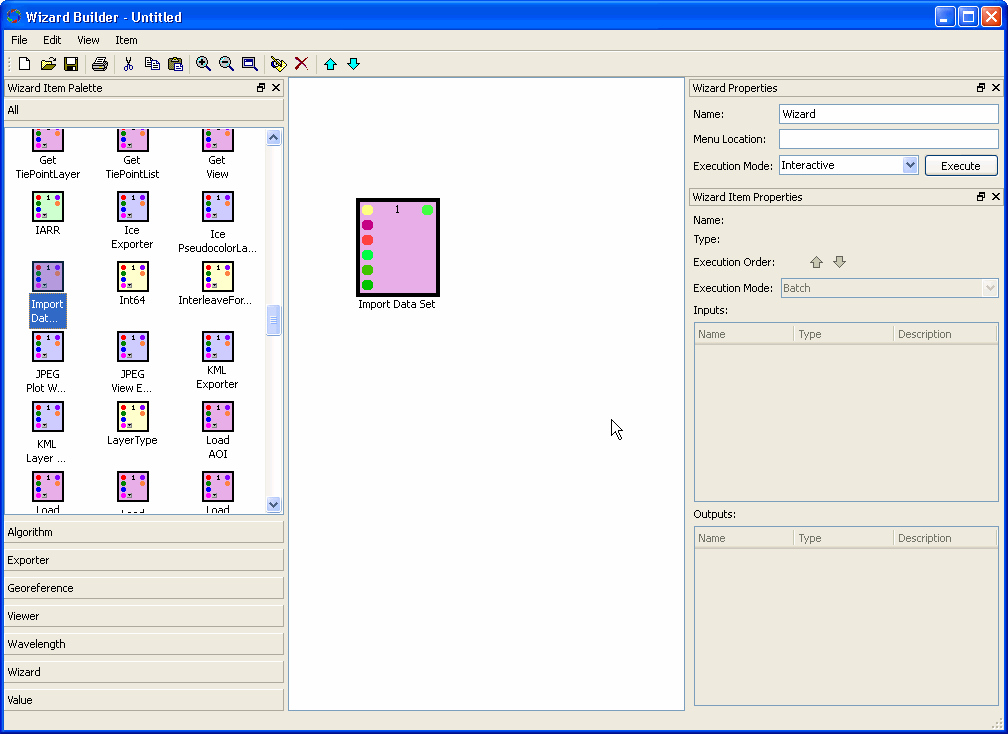 Wizard Builder - Untitled
File Edit View Item
Wizard Item Palette
All
Get TiePointLayer
Get TiePointList
Get View
IARR
Ice Exporter
Ice PseudocolorLa...
Import Dat...
Int64
InterleaveFor...
JPEG Plot W...
JPEG View E...
KML Exporter
KML Layer ...
LayerType
Load AOI
Load
Load
Load
Algorithm
Exporter
Georeference
Viewer
Wavelength
Wizard
Value
1
Import Data Set
Wizard Properties
Name: Wizard
Menu Location:
Execution Mode: Interactive Execute
Wizard Item Properties
Name:
Type:
Execution Order:
Execution Mode: Batch
Inputs:
Name Type Description
Outputs:
Name Type Description